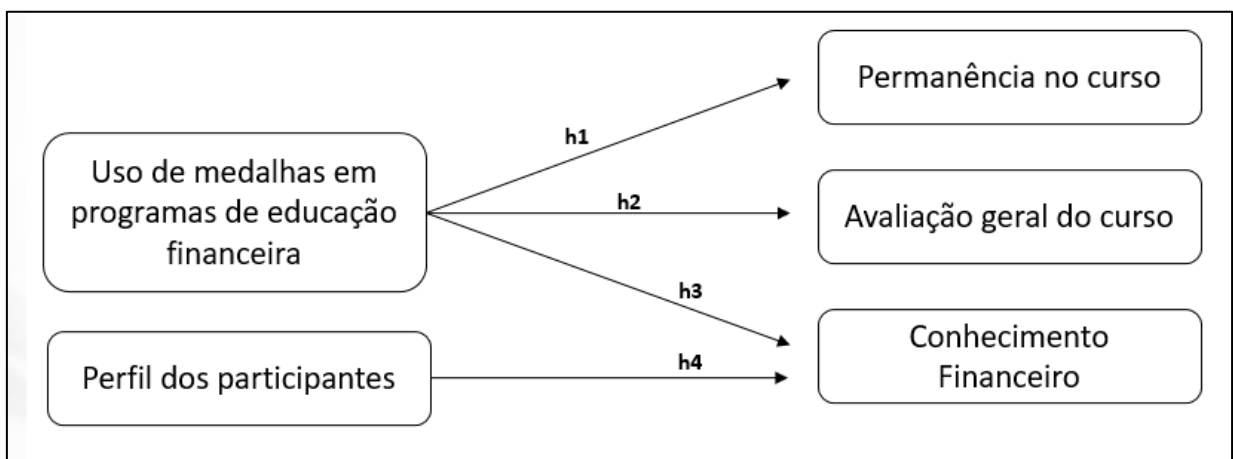 Uso de medalhas em
programas de educação
financeira
Perfil dos participantes
h1
h2
h3
h4
Permanência no curso
Avaliação geral do curso
Conhecimento
Financeiro